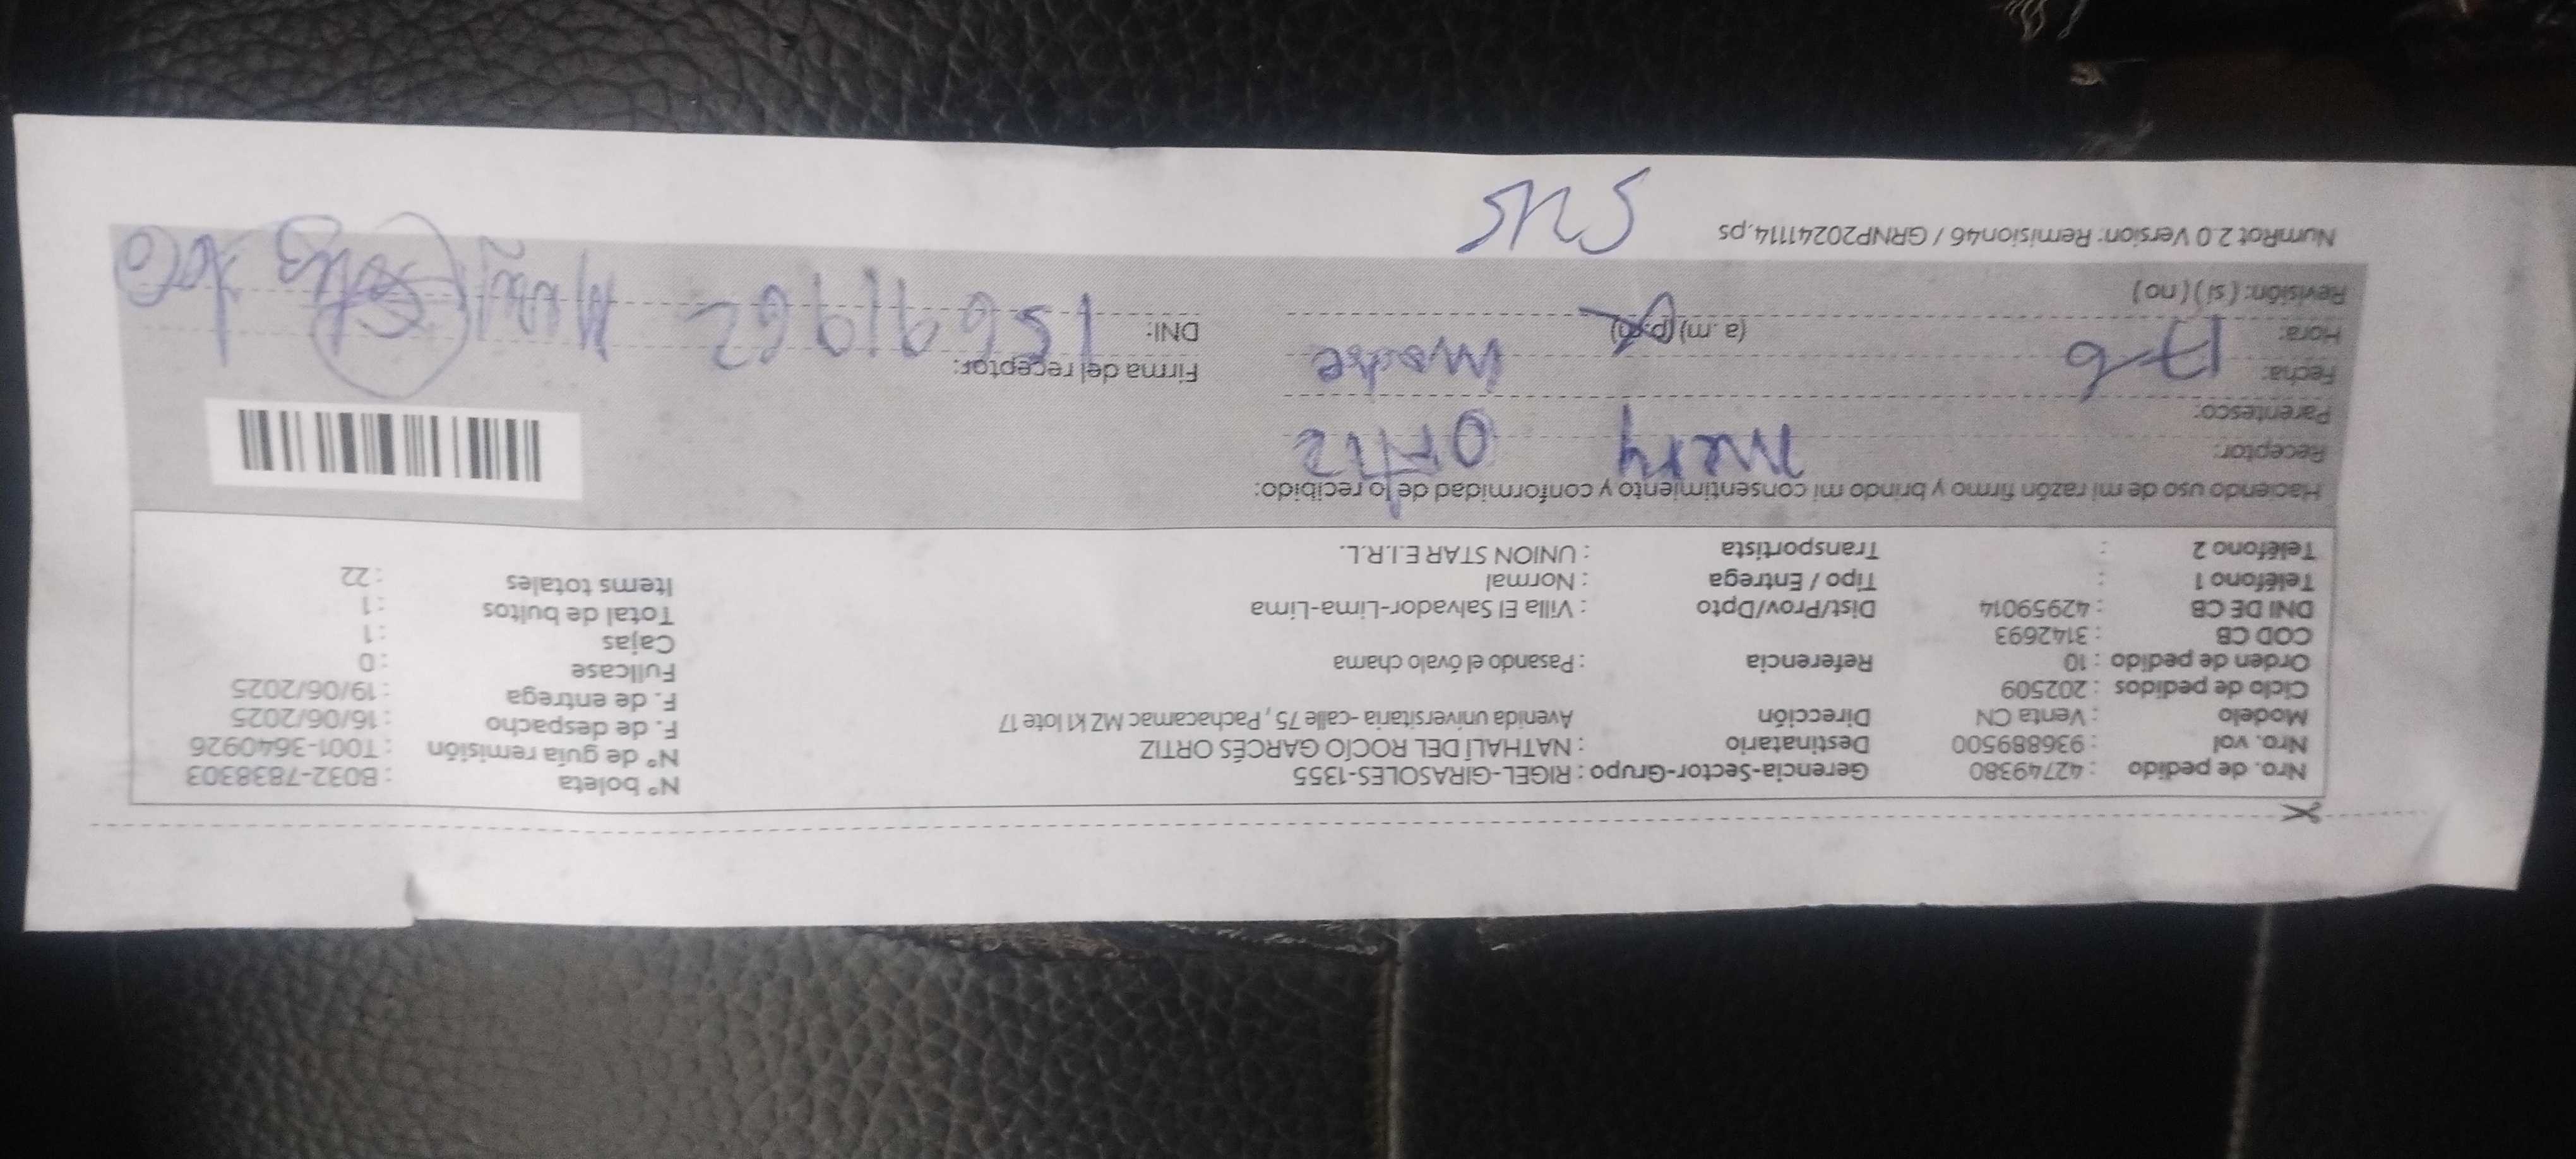 Nro. de pedido : 42749380 Gerencia-Sector-Grupo : RIGEL-GIRASOLES-1355 N° boleta : B032-7838303
Nro. vol : 936889500 Destinatario : NATHALÍ DEL ROCÍO GARCÉS ORTIZ N° de guía remisión : T001-3640926
Modelo : Venta CN Dirección Avenida universitaria -calle 75 , Pachacamac MZ k1 lote 17 F. de despacho : 16/06/2025
Ciclo de pedidos : 202509 F. de entrega : 19/06/2025
Orden de pedido : 10 Referencia : Pasando el óvalo chama Fullcase : 0
COD CB : 3142693 Cajas : 1
DNI DE CB : 42959014 Dist/Prov/Dpto : Villa El Salvador-Lima-Lima Total de bultos : 1
Teléfono 1 : Tipo / Entrega : Normal Items totales : 22
Teléfono 2 : Transportista : UNION STAR E.I.R.L.
Haciendo uso de mi razón firmo y brindo mi consentimiento y conformidad de lo recibido:
Receptor: Mery Ortiz
Parentesco: Madre
Fecha: 17-6 Firma del receptor:
Hora: (a.m) (p.m) DNI: 15691962
Revisión: (si) (no)
NumRot 2.0 Version: Remision46 / GRNP20241114.ps